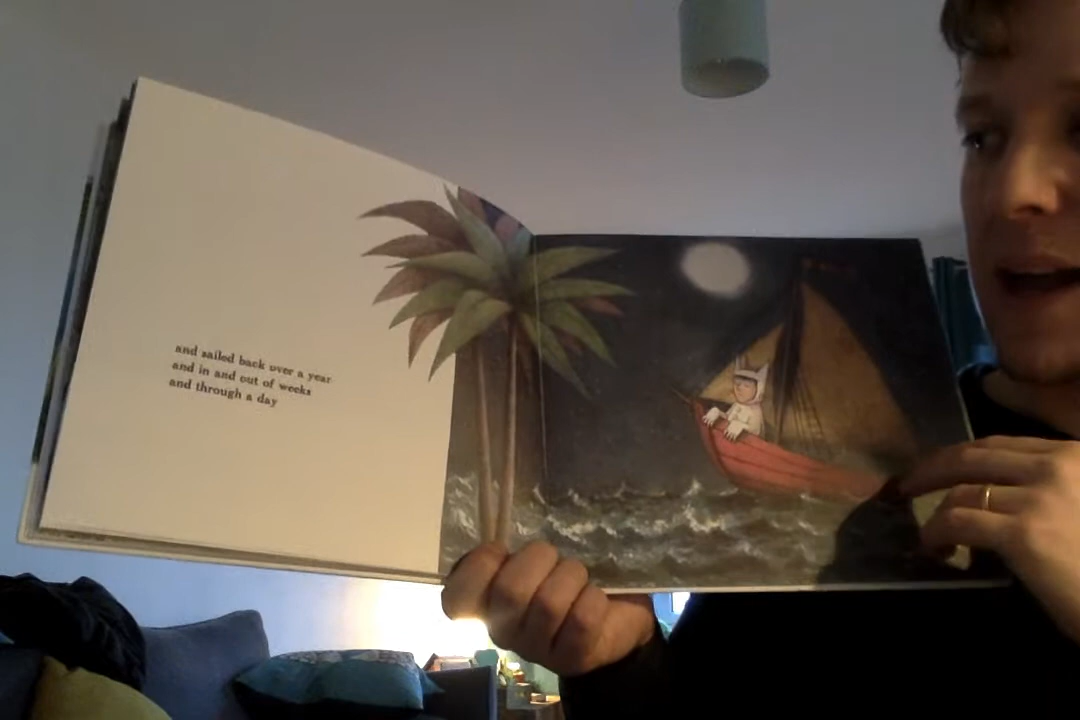 and sailed back over a year
and in and out of weeks
and through a day